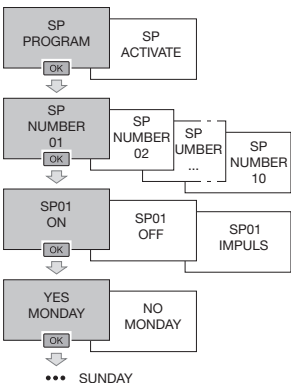 SP
PROGRAM
OK
SP
ACTIVATE
SP
NUMBER
01
OK
SP
NUMBER
02
SP
UMBER
...
SP
NUMBER
10
SP01
ON
OK
SP01
OFF
SP01
IMPULS
YES
MONDAY
OK
NO
MONDAY
••• SUNDAY